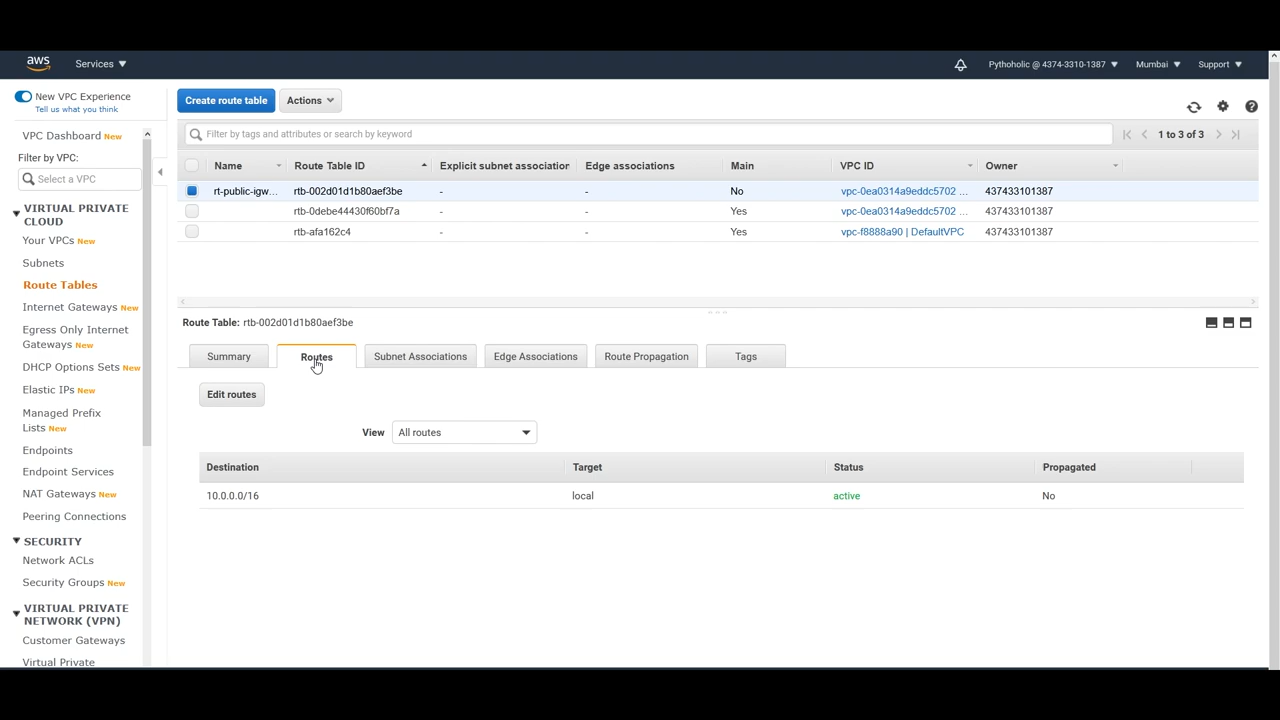 aws Services Pythoholic @ 4374-3310-1387 Mumbai Support
New VPC Experience
Tell us what you think
VPC Dashboard New
Filter by VPC:
Select a VPC
VIRTUAL PRIVATE
CLOUD
Your VPCs New
Subnets
Route Tables
Internet Gateways New
Egress Only Internet
Gateways New
DHCP Options Sets New
Elastic IPs New
Managed Prefix
Lists New
Endpoints
Endpoint Services
NAT Gateways New
Peering Connections
SECURITY
Network ACLs
Security Groups New
VIRTUAL PRIVATE
NETWORK (VPN)
Customer Gateways
Virtual Private
Create route table Actions
Filter by tags and attributes or search by keyword 1 to 3 of 3
Name Route Table ID Explicit subnet association Edge associations Main VPC ID Owner
rt-public-igw... rtb-002d01d1b80aef3be - - No vpc-0ea0314a9eddc5702 ... 437433101387
rtb-0debe44430f60bf7a - - Yes vpc-0ea0314a9eddc5702 ... 437433101387
rtb-afa162c4 - - Yes vpc-f8888a90 | DefaultVPC 437433101387
Route Table: rtb-002d01d1b80aef3be
Summary Routes Subnet Associations Edge Associations Route Propagation Tags
Edit routes
View All routes
Destination Target Status Propagated
10.0.0.0/16 local active No